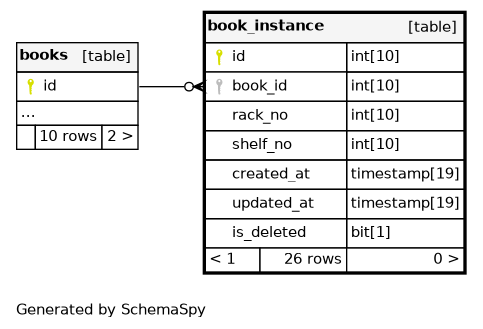 books [table]
id
...
10 rows 2 >
book_instance [table]
id int[10]
book_id int[10]
rack_no int[10]
shelf_no int[10]
created_at timestamp[19]
updated_at timestamp[19]
is_deleted bit[1]
< 1 26 rows 0 >
Generated by SchemaSpy